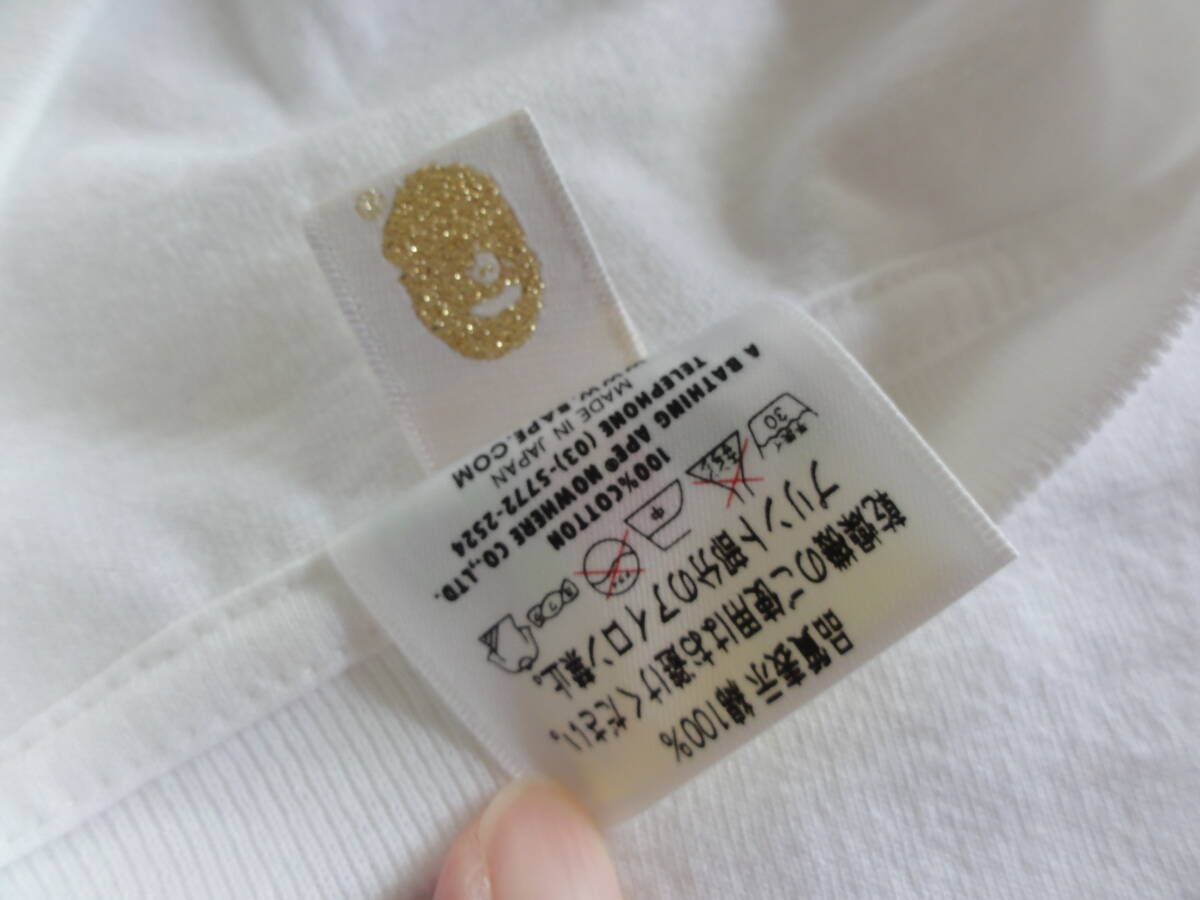 品質表示 綿100%
乾燥機のご使用はお避けください。
プリント部分のアイロン禁止。
30
中
100%COTTON
A BATHING APE® NOWHERE CO.,LTD.
TELEPHONE (03)-5772-2524
MADE IN JAPAN
WWW.BAPE.COM